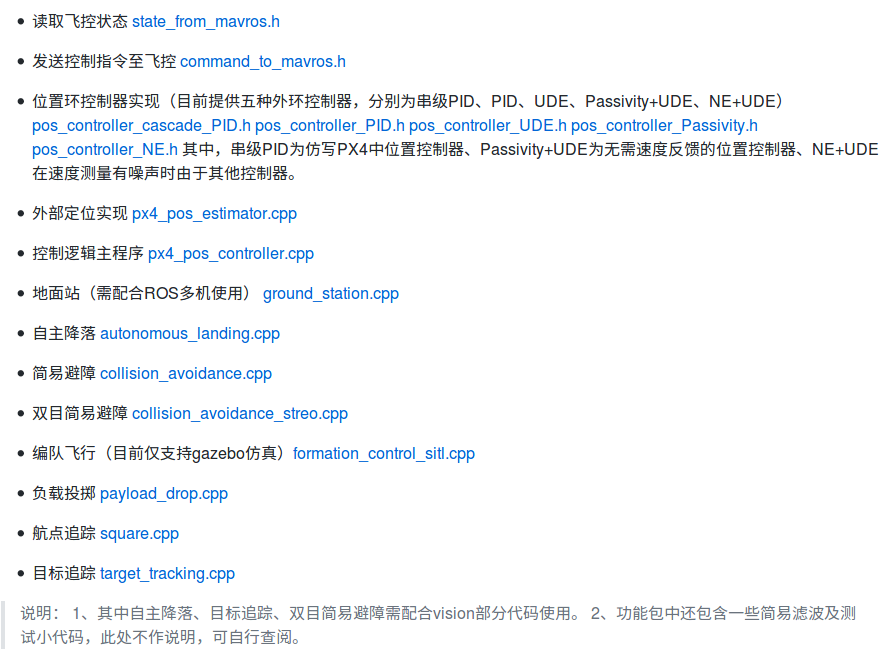 读取飞控状态 state_from_mavros.h
发送控制指令至飞控 command_to_mavros.h
位置环控制器实现（目前提供五种外环控制器，分别为串级PID、PID、UDE、Passivity+UDE、NE+UDE）
pos_controller_cascade_PID.h pos_controller_PID.h pos_controller_UDE.h pos_controller_Passivity.h
pos_controller_NE.h 其中，串级PID为仿写PX4中位置控制器、Passivity+UDE为无需速度反馈的位置控制器、NE+UDE
在速度测量有噪声时由于其他控制器。
外部定位实现 px4_pos_estimator.cpp
控制逻辑主程序 px4_pos_controller.cpp
地面站（需配合ROS多机使用） ground_station.cpp
自主降落 autonomous_landing.cpp
简易避障 collision_avoidance.cpp
双目简易避障 collision_avoidance_streo.cpp
编队飞行（目前仅支持gazebo仿真）formation_control_sitl.cpp
负载投掷 payload_drop.cpp
航点追踪 square.cpp
目标追踪 target_tracking.cpp
说明： 1、其中自主降落、目标追踪、双目简易避障需配合vision部分代码使用。 2、功能包中还包含一些简易滤波及测
试小代码，此处不作说明，可自行查阅。